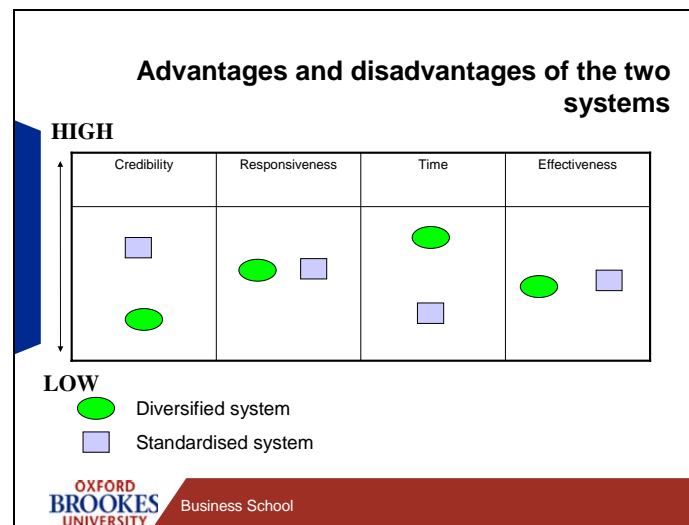 Advantages and disadvantages of the two
systems
HIGH
Credibility
Responsiveness
Time
Effectiveness
LOW
Diversified system
Standardised system
OXFORD
BROOKES
UNIVERSITY
Business School